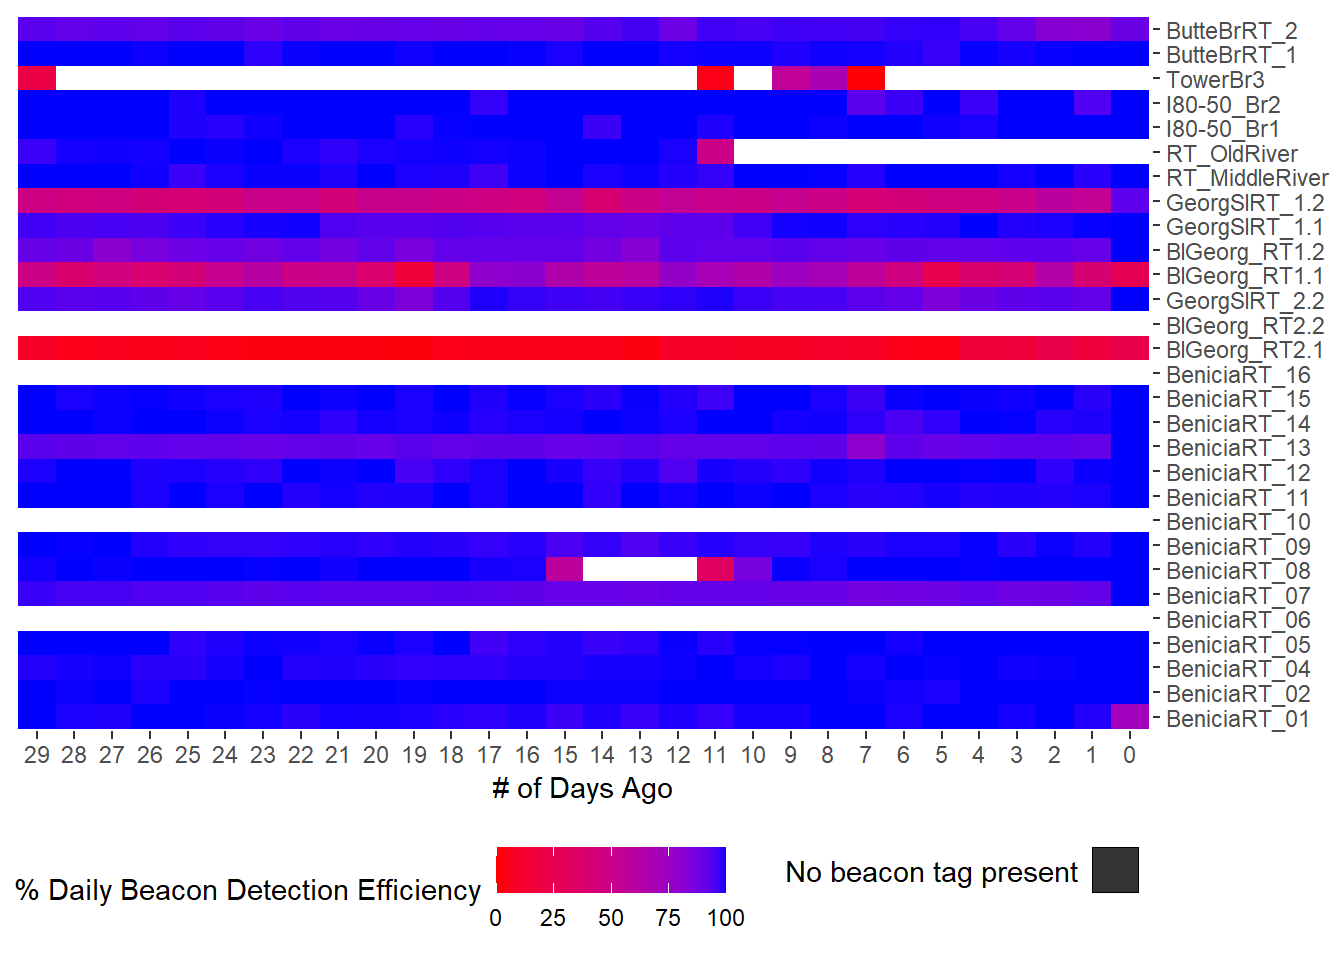 ButteBrRT_2
ButteBrRT_1
TowerBr3
I80-50_Br2
I80-50_Br1
RT_OldRiver
RT_MiddleRiver
GeorgSlRT_1.2
GeorgSlRT_1.1
BlGeorg_RT1.2
BlGeorg_RT1.1
GeorgSlRT_2.2
BlGeorg_RT2.2
BlGeorg_RT2.1
BeniciaRT_16
BeniciaRT_15
BeniciaRT_14
BeniciaRT_13
BeniciaRT_12
BeniciaRT_11
BeniciaRT_10
BeniciaRT_09
BeniciaRT_08
BeniciaRT_07
BeniciaRT_06
BeniciaRT_05
BeniciaRT_04
BeniciaRT_02
BeniciaRT_01
29 28 27 26 25 24 23 22 21 20 19 18 17 16 15 14 13 12 11 10 9 8 7 6 5 4 3 2 1 0
# of Days Ago
% Daily Beacon Detection Efficiency
0 25 50 75 100
No beacon tag present